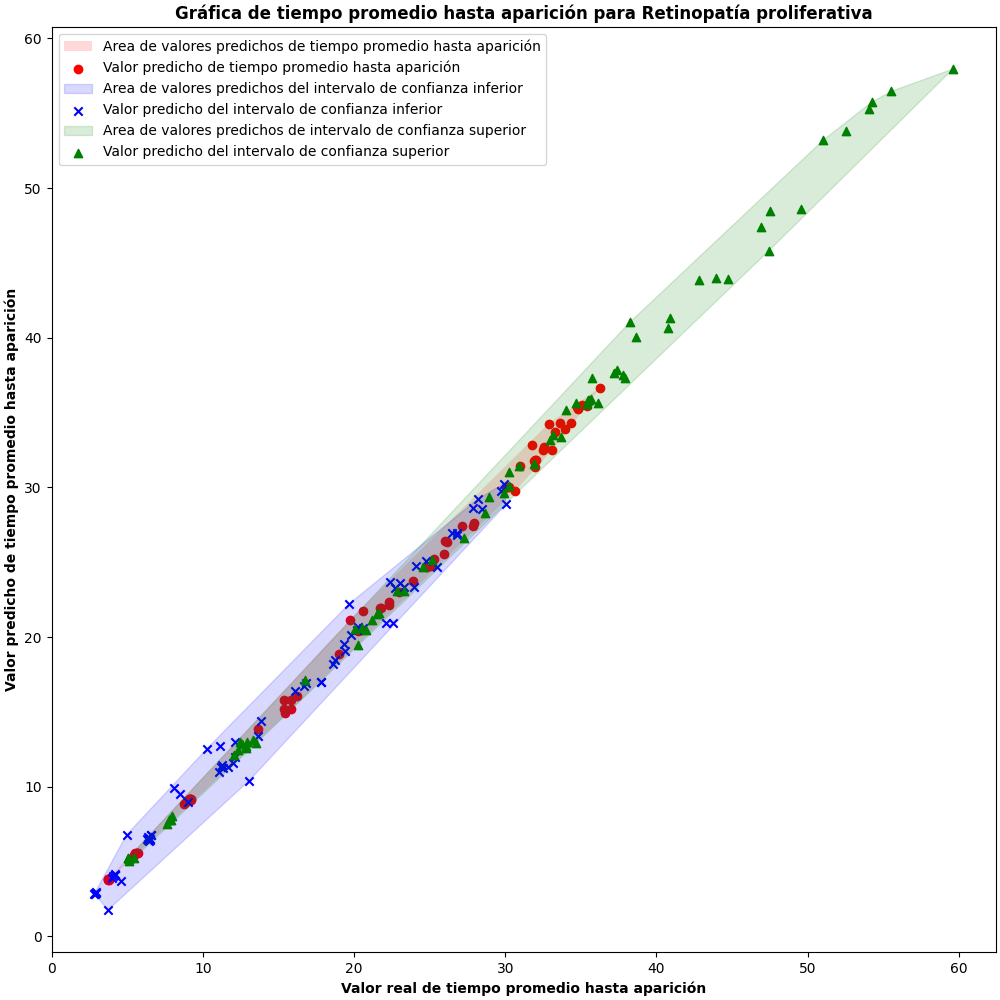 Gráfica de tiempo promedio hasta aparición para Retinopatía proliferativa
Area de valores predichos de tiempo promedio hasta aparición
Valor predicho de tiempo promedio hasta aparición
Area de valores predichos del intervalo de confianza inferior
Valor predicho del intervalo de confianza inferior
Area de valores predichos de intervalo de confianza superior
Valor predicho del intervalo de confianza superior
Valor predicho de tiempo promedio hasta aparición
60
50
40
30
20
10
0
0 10 20 30 40 50 60
Valor real de tiempo promedio hasta aparición